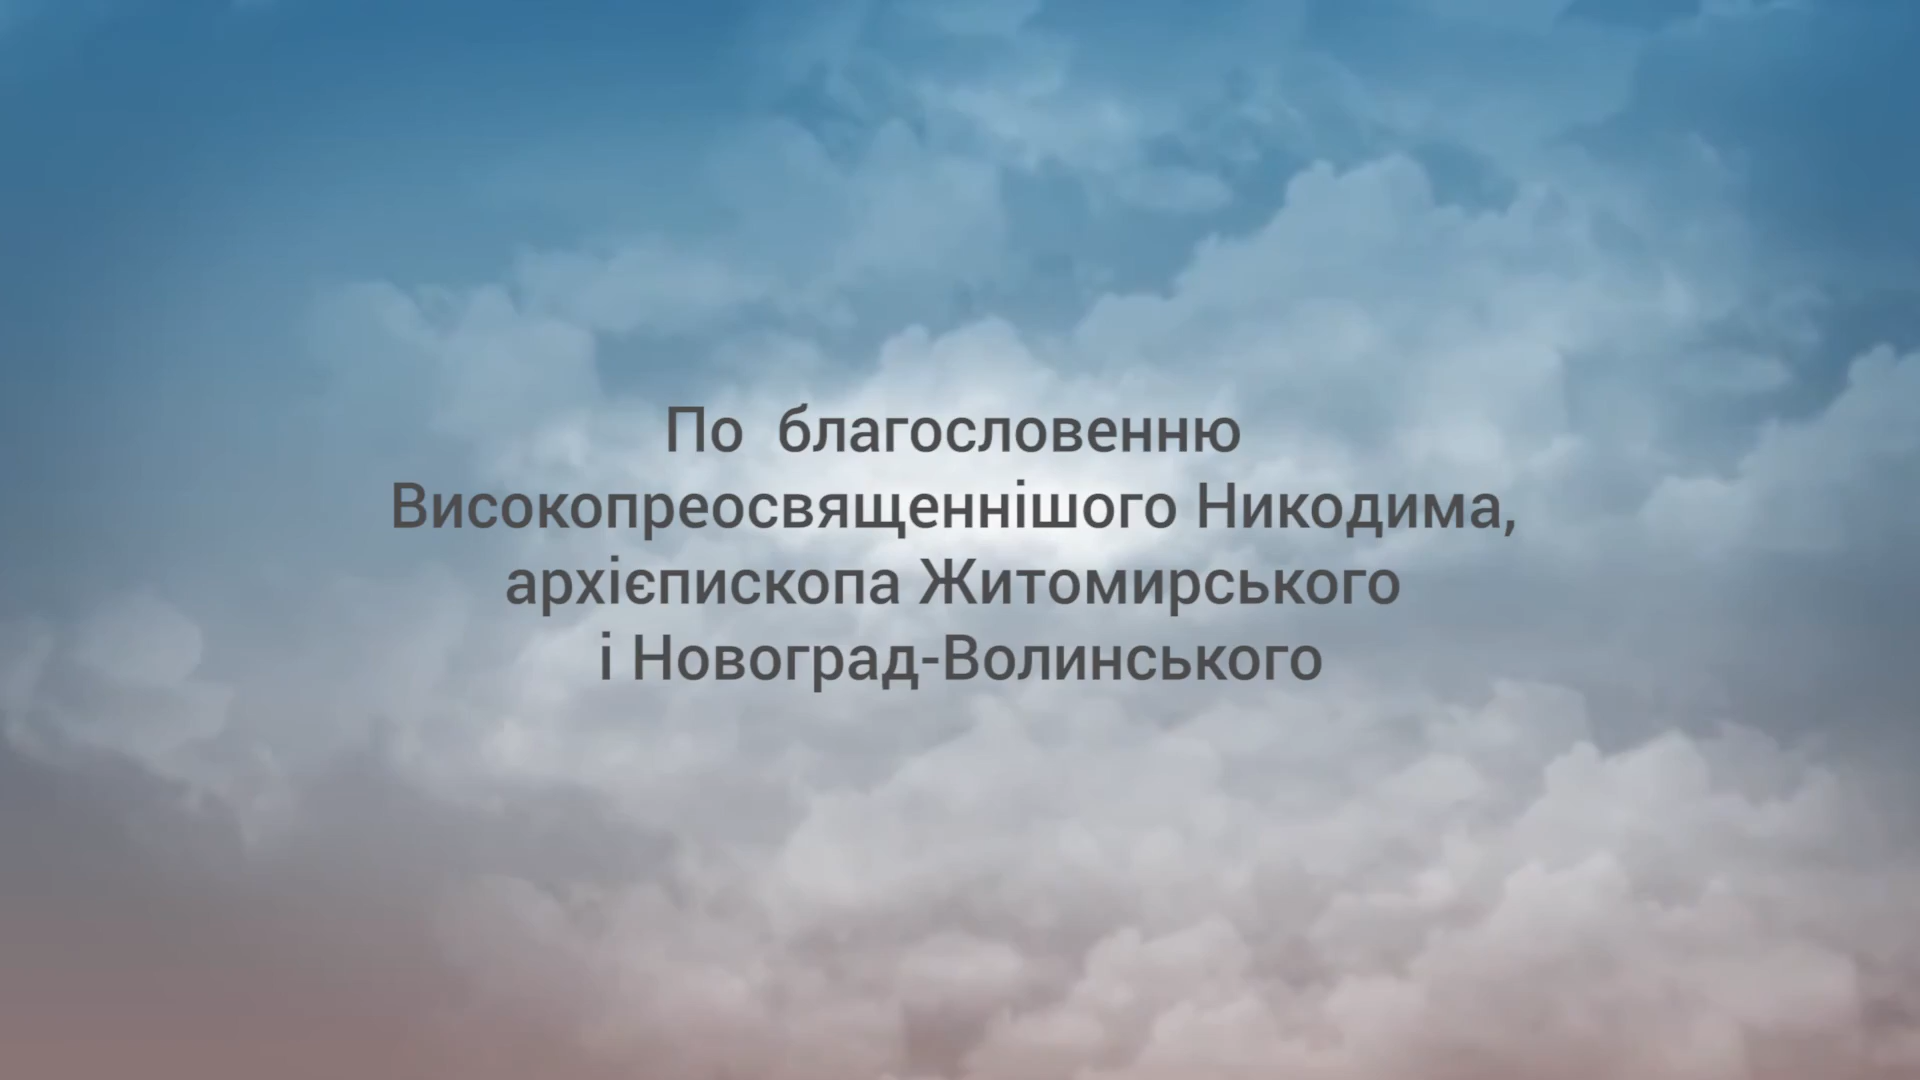 По благословенню
Високопреосвященнішого Никодима,
архієпископа Житомирського
і Новоград-Волинського